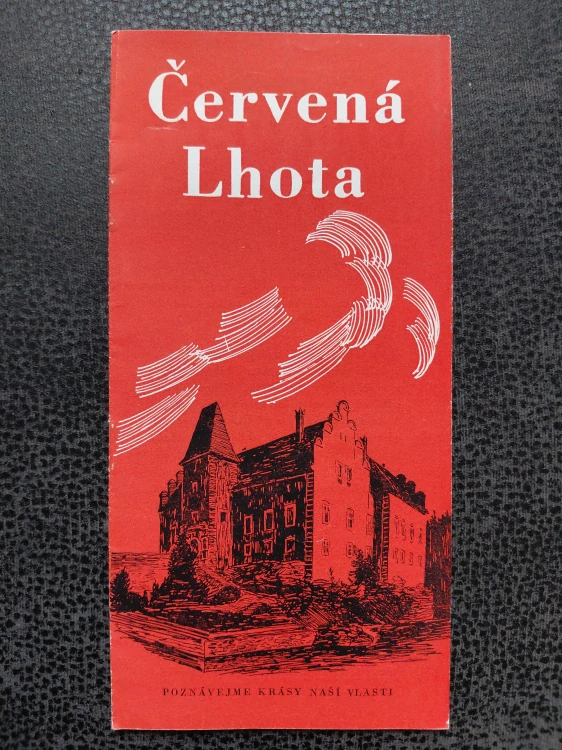 Červená
Lhota
POZNÁVEJME KRÁSY NAŠÍ VLASTI